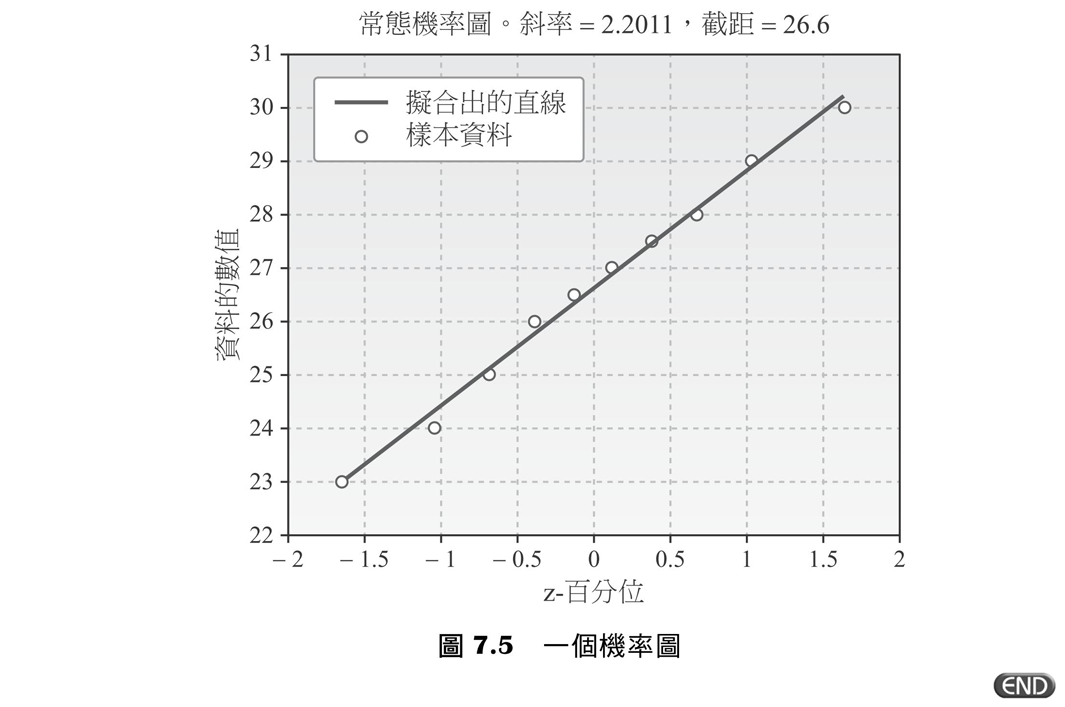 常態機率圖。斜率 = 2.2011，截距 = 26.6
31
30
29
28
27
26
25
24
23
22
擬合出的直線
樣本資料
資料的數值
– 2
– 1.5
– 1
– 0.5
0
0.5
1
1.5
2
z-百分位
圖 7.5 一個機率圖
END